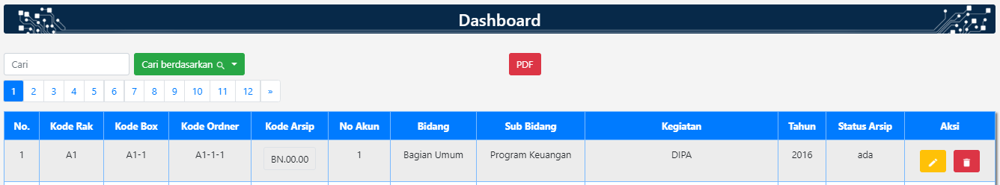 Dashboard
Cari Cari berdasarkan PDF
1 2 3 4 5 6 7 8 9 10 11 12 »
No. Kode Rak Kode Box Kode Ordner Kode Arsip No Akun Bidang Sub Bidang Kegiatan Tahun Status Arsip Aksi
1 A1 A1-1 A1-1-1 BN.00.00 1 Bagian Umum Program Keuangan DIPA 2016 ada